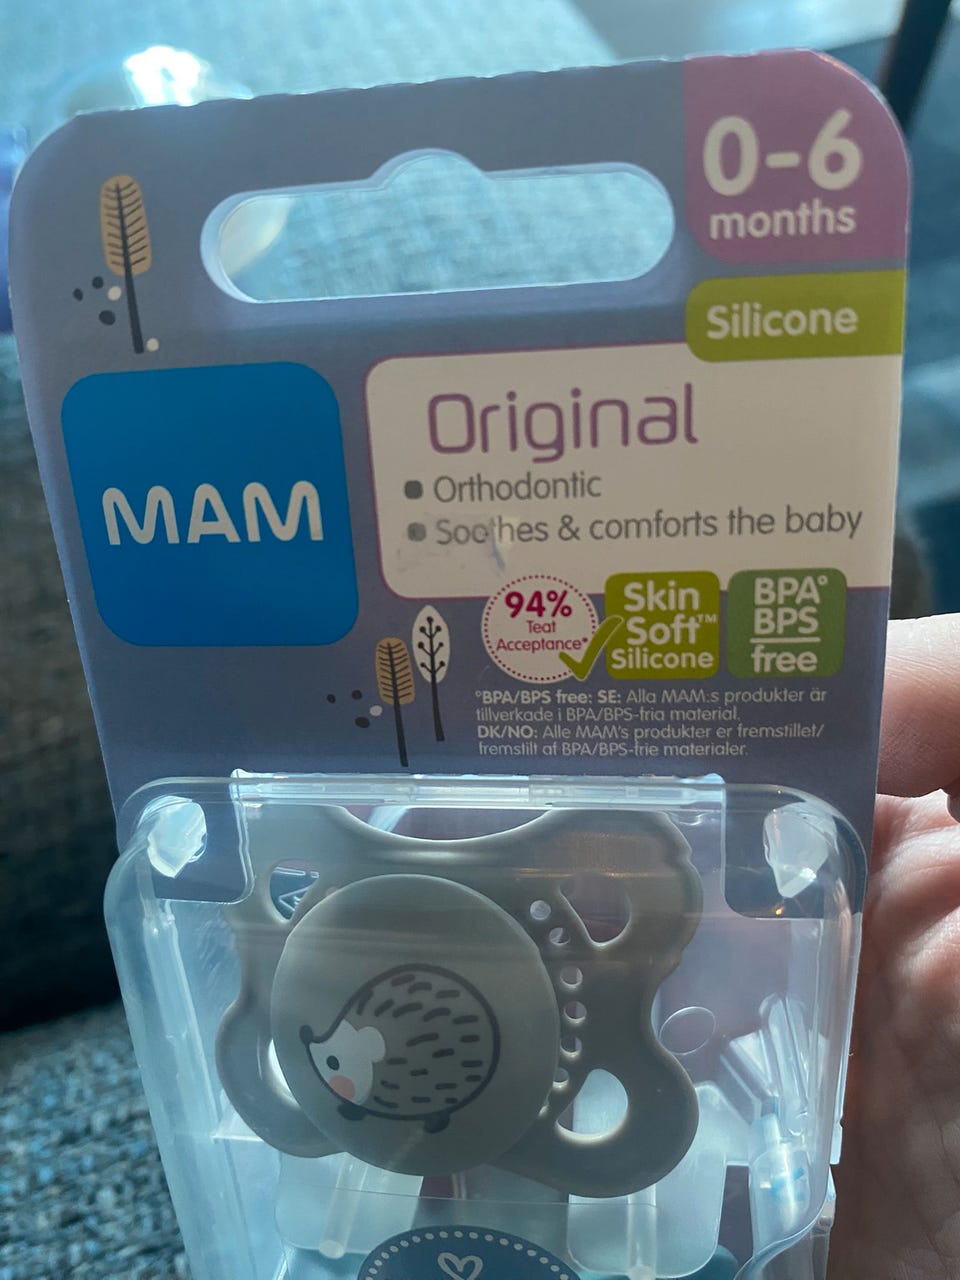 0-6
months
Silicone
MAM
Original
Orthodontic
Soothes & comforts the baby
94%
Teat
Acceptance*
Skin
Soft™
Silicone
BPA°
BPS
free
°BPA/BPS free: SE: Alla MAM:s produkter är
tillverkade i BPA/BPS-fria material.
DK/NO: Alle MAM's produkter er fremstillet/
fremstilt af BPA/BPS-frie materialer.